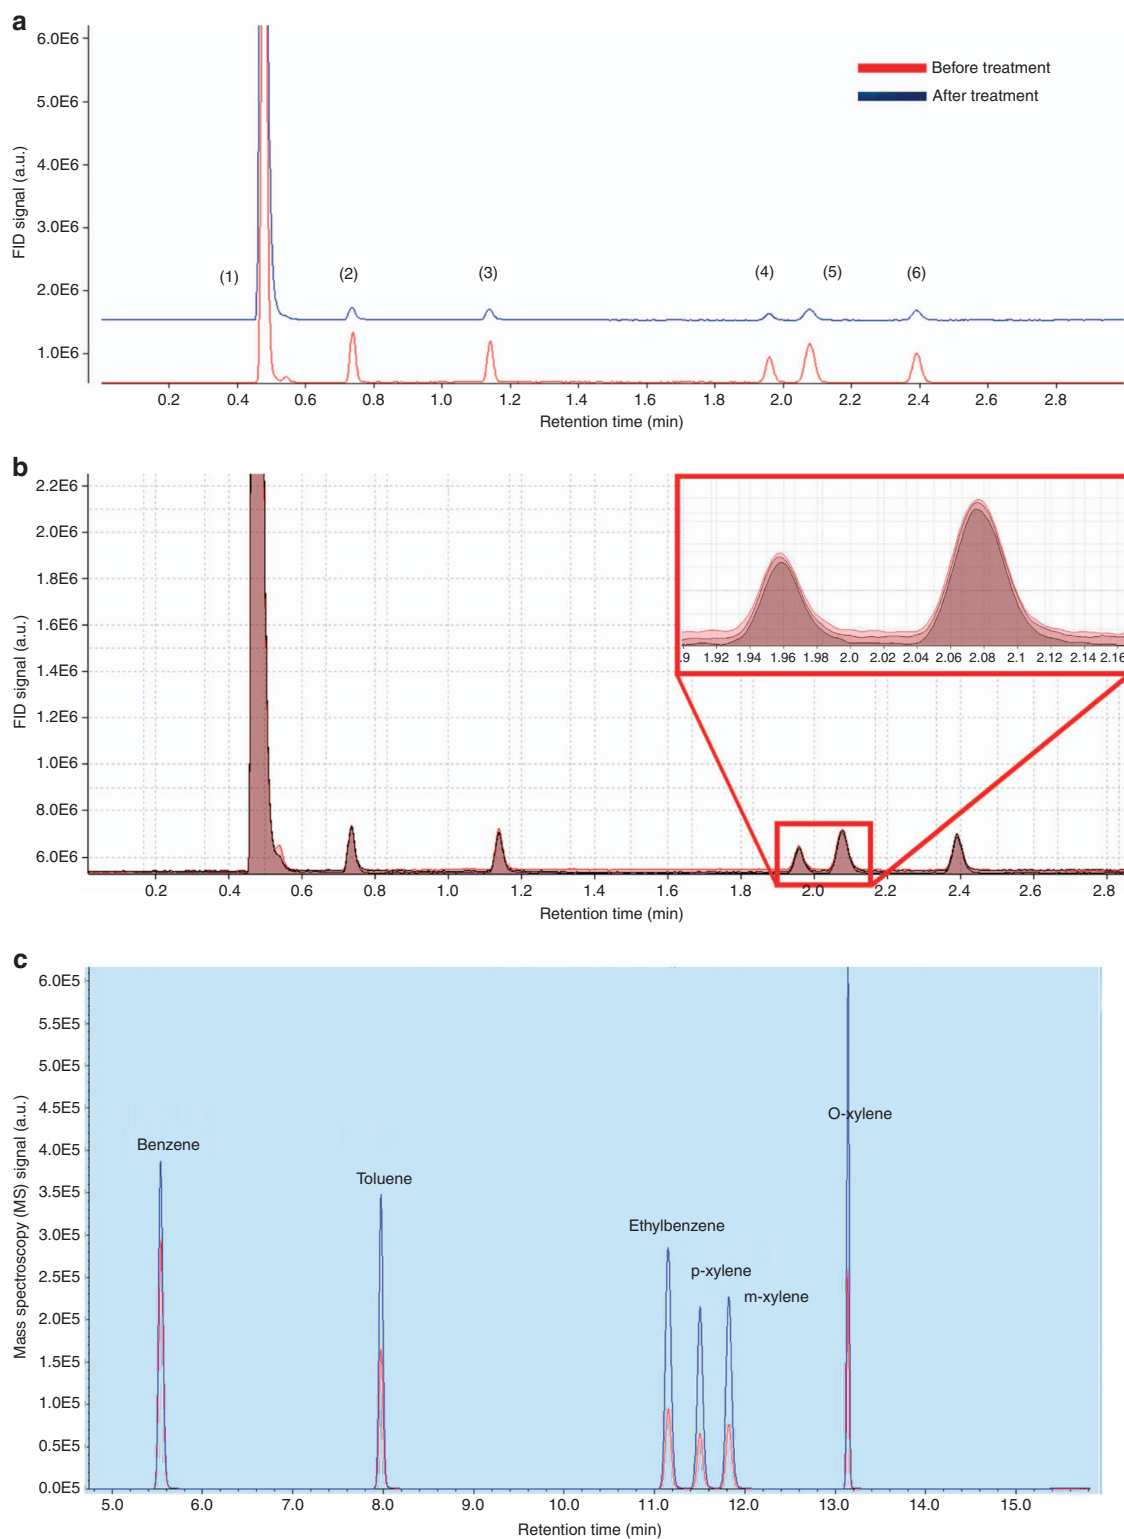 a
6.0E6
5.0E6
4.0E6
3.0E6
2.0E6
1.0E6
FID signal (a.u.)
Before treatment
After treatment
(1)
(2)
(3)
(4)
(5)
(6)
0.2 0.4 0.6 0.8 1.0 1.2 1.4 1.6 1.8 2.0 2.2 2.4 2.6 2.8
Retention time (min)
b
2.2E6
2.0E6
1.8E6
1.6E6
1.4E6
1.2E6
1.0E6
8.0E6
6.0E6
FID signal (a.u.)
.9 1.92 1.94 1.96 1.98 2.0 2.02 2.04 2.06 2.08 2.1 2.12 2.14 2.16
0.2 0.4 0.6 0.8 1.0 1.2 1.4 1.6 1.8 2.0 2.2 2.4 2.6 2.8
Retention time (min)
c
6.0E5
5.5E5
5.0E5
4.5E5
4.0E5
3.5E5
3.0E5
2.5E5
2.0E5
1.5E5
1.0E5
0.5E5
0.0E5
Mass spectroscopy (MS) signal (a.u.)
Benzene
Toluene
Ethylbenzene
p-xylene
m-xylene
O-xylene
5.0 6.0 7.0 8.0 9.0 10.0 11.0 12.0 13.0 14.0 15.0
Retention time (min)